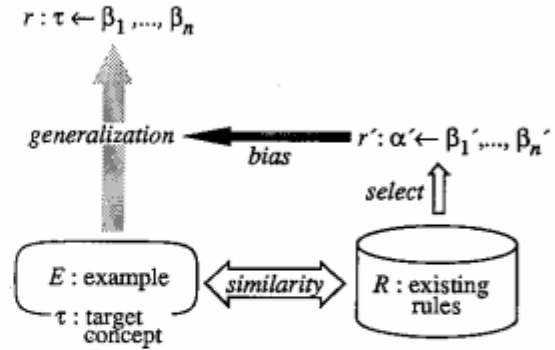 r : τ ← β₁ ,..., βₙ
generalization
bias
r´: α´← β₁´,..., βₙ´
select
E : example
τ : target
concept
similarity
R : existing
rules